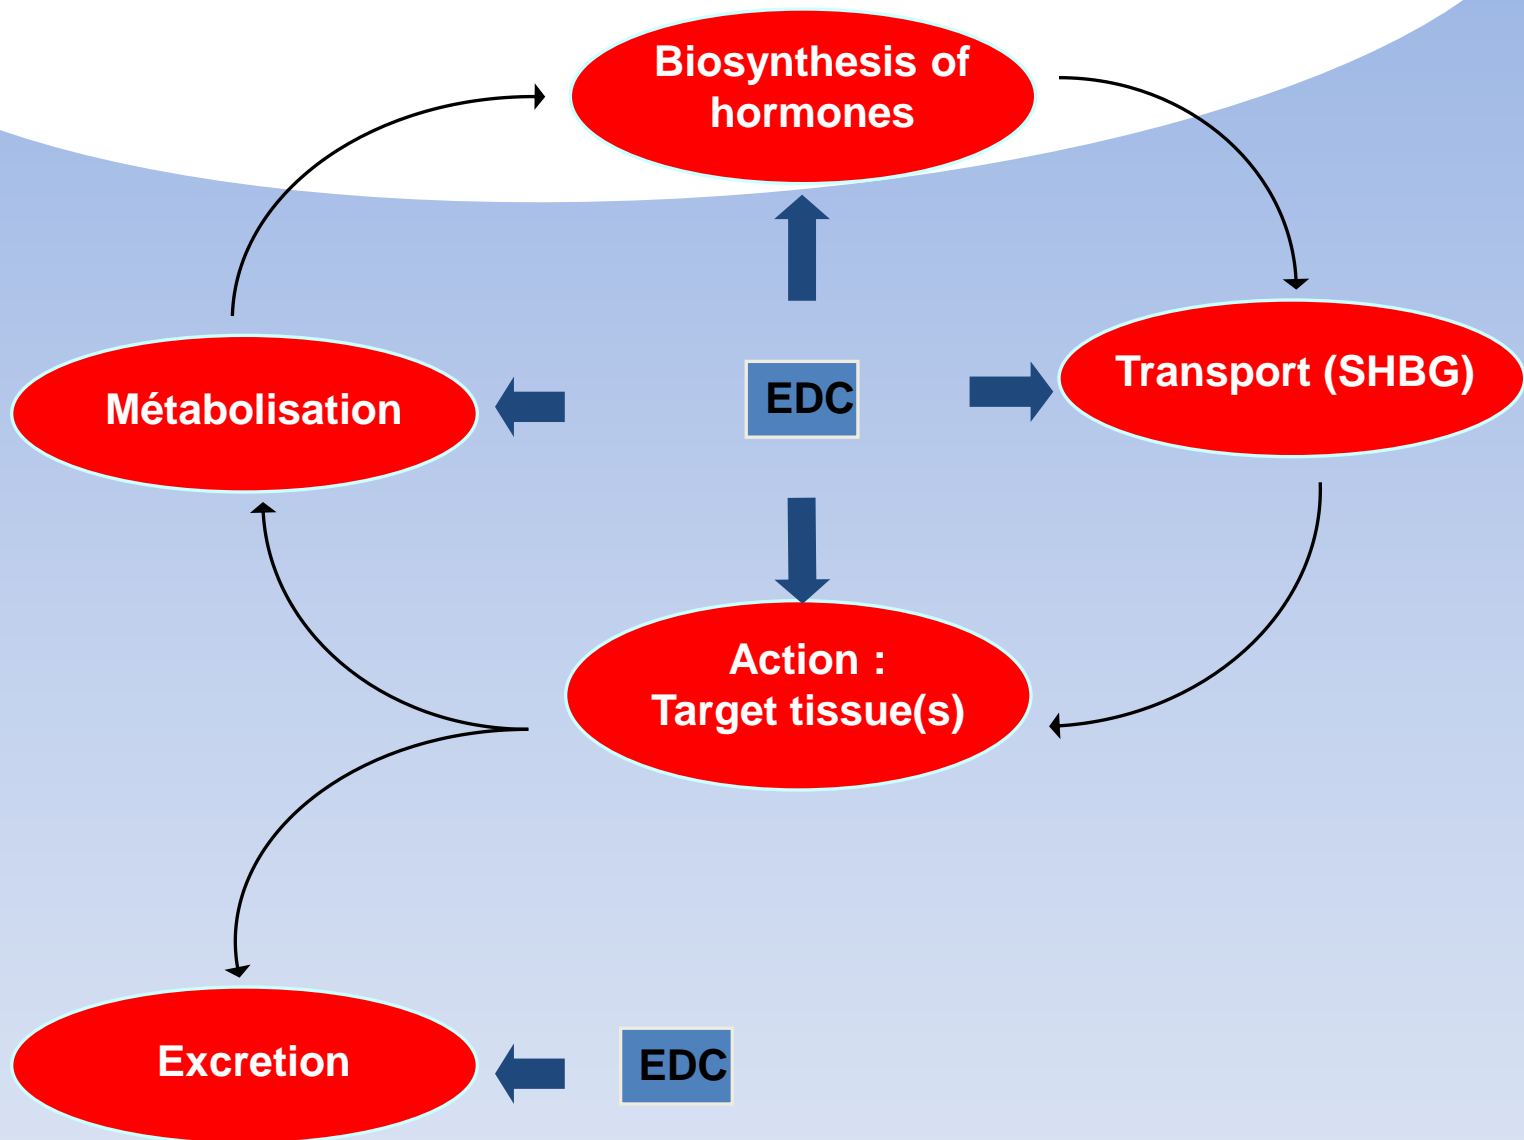 Biosynthesis of
hormones
Transport (SHBG)
Métabolisation
EDC
Action :
Target tissue(s)
Excretion
EDC